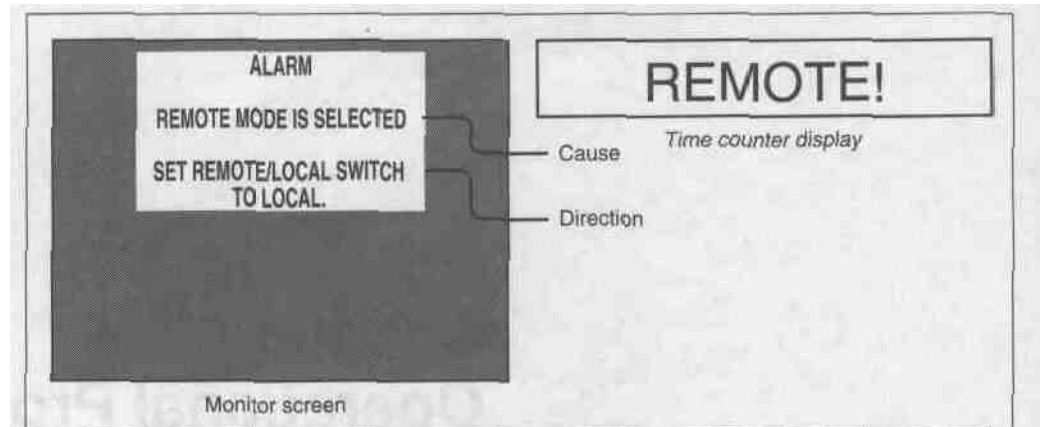 ALARM
REMOTE MODE IS SELECTED
SET REMOTE/LOCAL SWITCH
TO LOCAL.
Cause
Direction
Monitor screen
REMOTE!
Time counter display